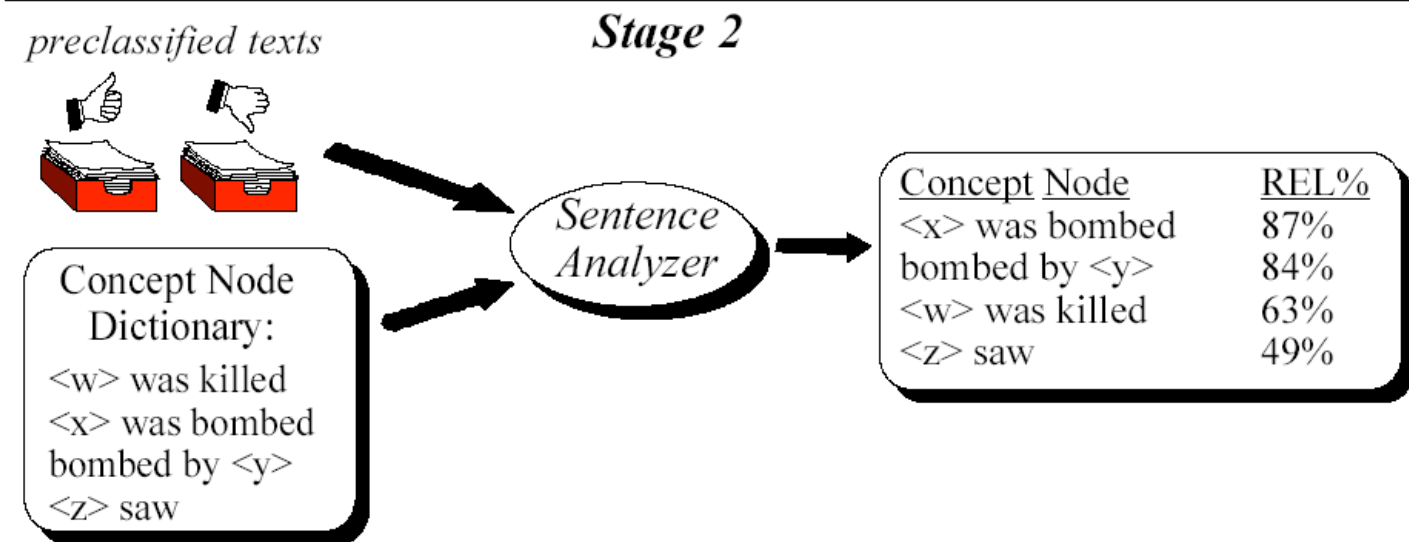 Stage 2
preclassified texts
Concept Node
Dictionary:
<w> was killed
<x> was bombed
bombed by <y>
<z> saw
Sentence
Analyzer
Concept Node REL%
<x> was bombed 87%
bombed by <y> 84%
<w> was killed 63%
<z> saw 49%